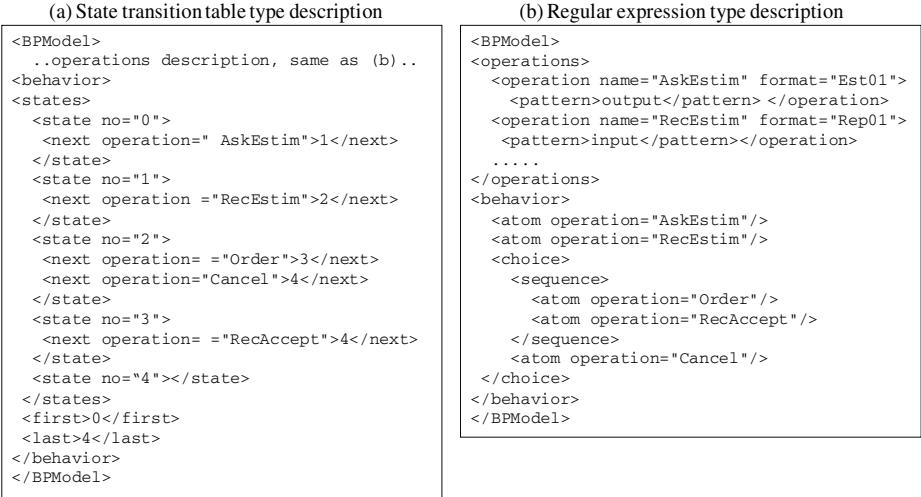 (a) State transition table type description
<BPModel>
..operations description, same as (b)..
<behavior>
<states>
<state no="0">
<next operation=" AskEstim">1</next>
</state>
<state no="1">
<next operation ="RecEstim">2</next>
</state>
<state no="2">
<next operation= ="Order">3</next>
<next operation="Cancel">4</next>
</state>
<state no="3">
<next operation= ="RecAccept">4</next>
</state>
<state no=“4"></state>
</states>
<first>0</first>
<last>4</last>
</behavior>
</BPModel>
(b) Regular expression type description
<BPModel>
<operations>
<operation name="AskEstim" format="Est01">
<pattern>output</pattern> </operation>
<operation name="RecEstim" format="Rep01">
<pattern>input</pattern></operation>
.....
</operations>
<behavior>
<atom operation="AskEstim"/>
<atom operation="RecEstim"/>
<choice>
<sequence>
<atom operation="Order"/>
<atom operation="RecAccept"/>
</sequence>
<atom operation="Cancel"/>
</choice>
</behavior>
</BPModel>